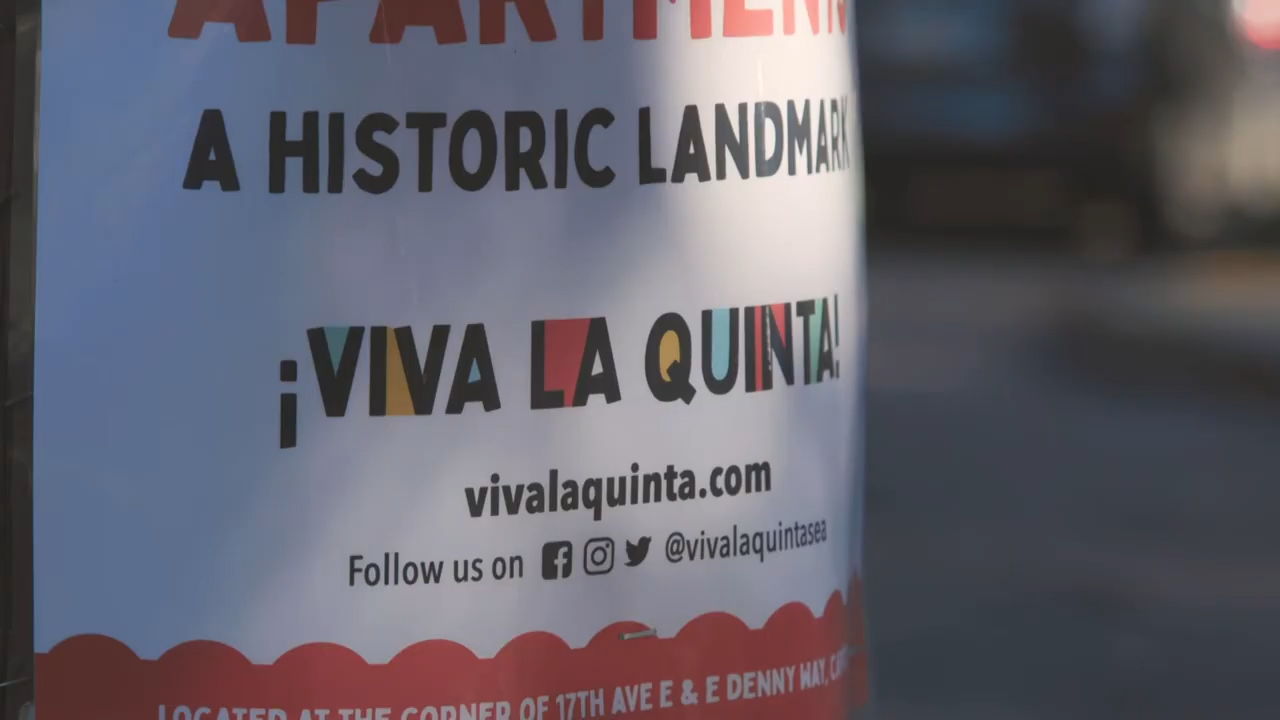 APARTMENTS
A HISTORIC LANDMARK
¡VIVA LA QUINTA!
vivalaquinta.com
Follow us on @vivalaquintasea
LOCATED AT THE CORNER OF 17TH AVE E & E DENNY WAY,